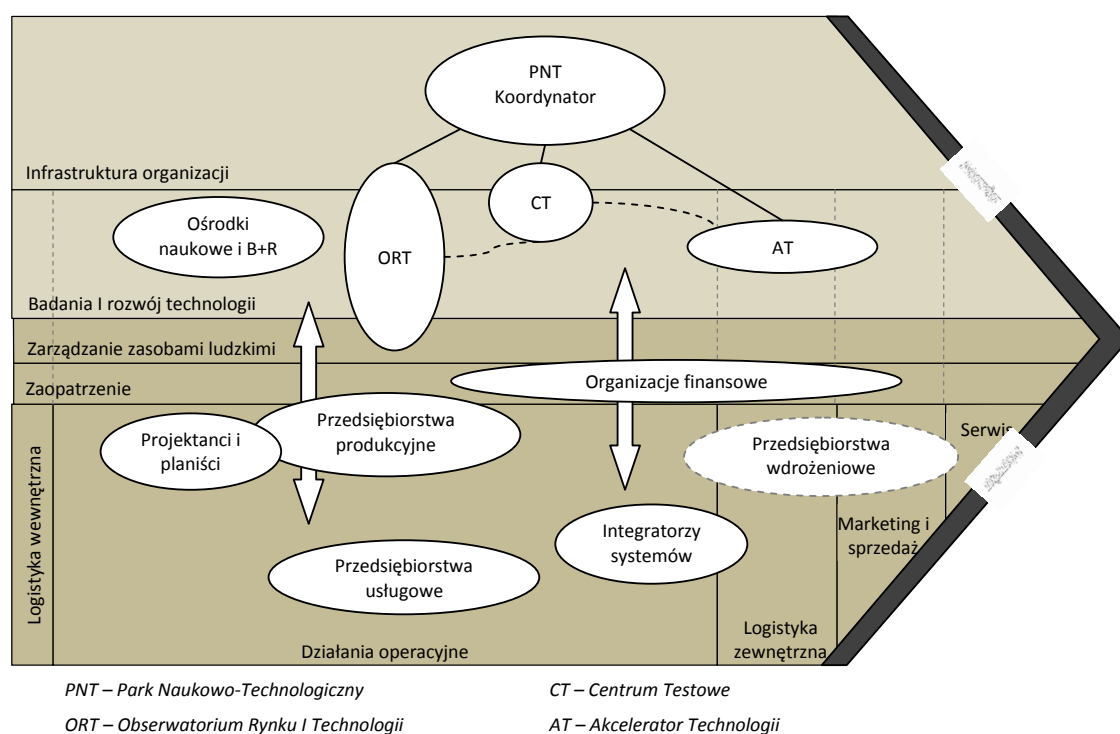 PNT
Koordynator
Infrastruktura organizacji
CT
Ośrodki
naukowe i B+R
ORT
AT
Badania I rozwój technologii
Zarządzanie zasobami ludzkimi
Zaopatrzenie
Organizacje finansowe
Przedsiębiorstwa
produkcyjne
Projektanci i
planiści
Przedsiębiorstwa
wdrożeniowe
Serwis
Logistyka wewnętrzna
Marketing i
sprzedaż
Integratorzy
systemów
Przedsiębiorstwa
usługowe
Logistyka
zewnętrzna
Działania operacyjne
PNT – Park Naukowo-Technologiczny
CT – Centrum Testowe
ORT – Obserwatorium Rynku I Technologii
AT – Akcelerator Technologii